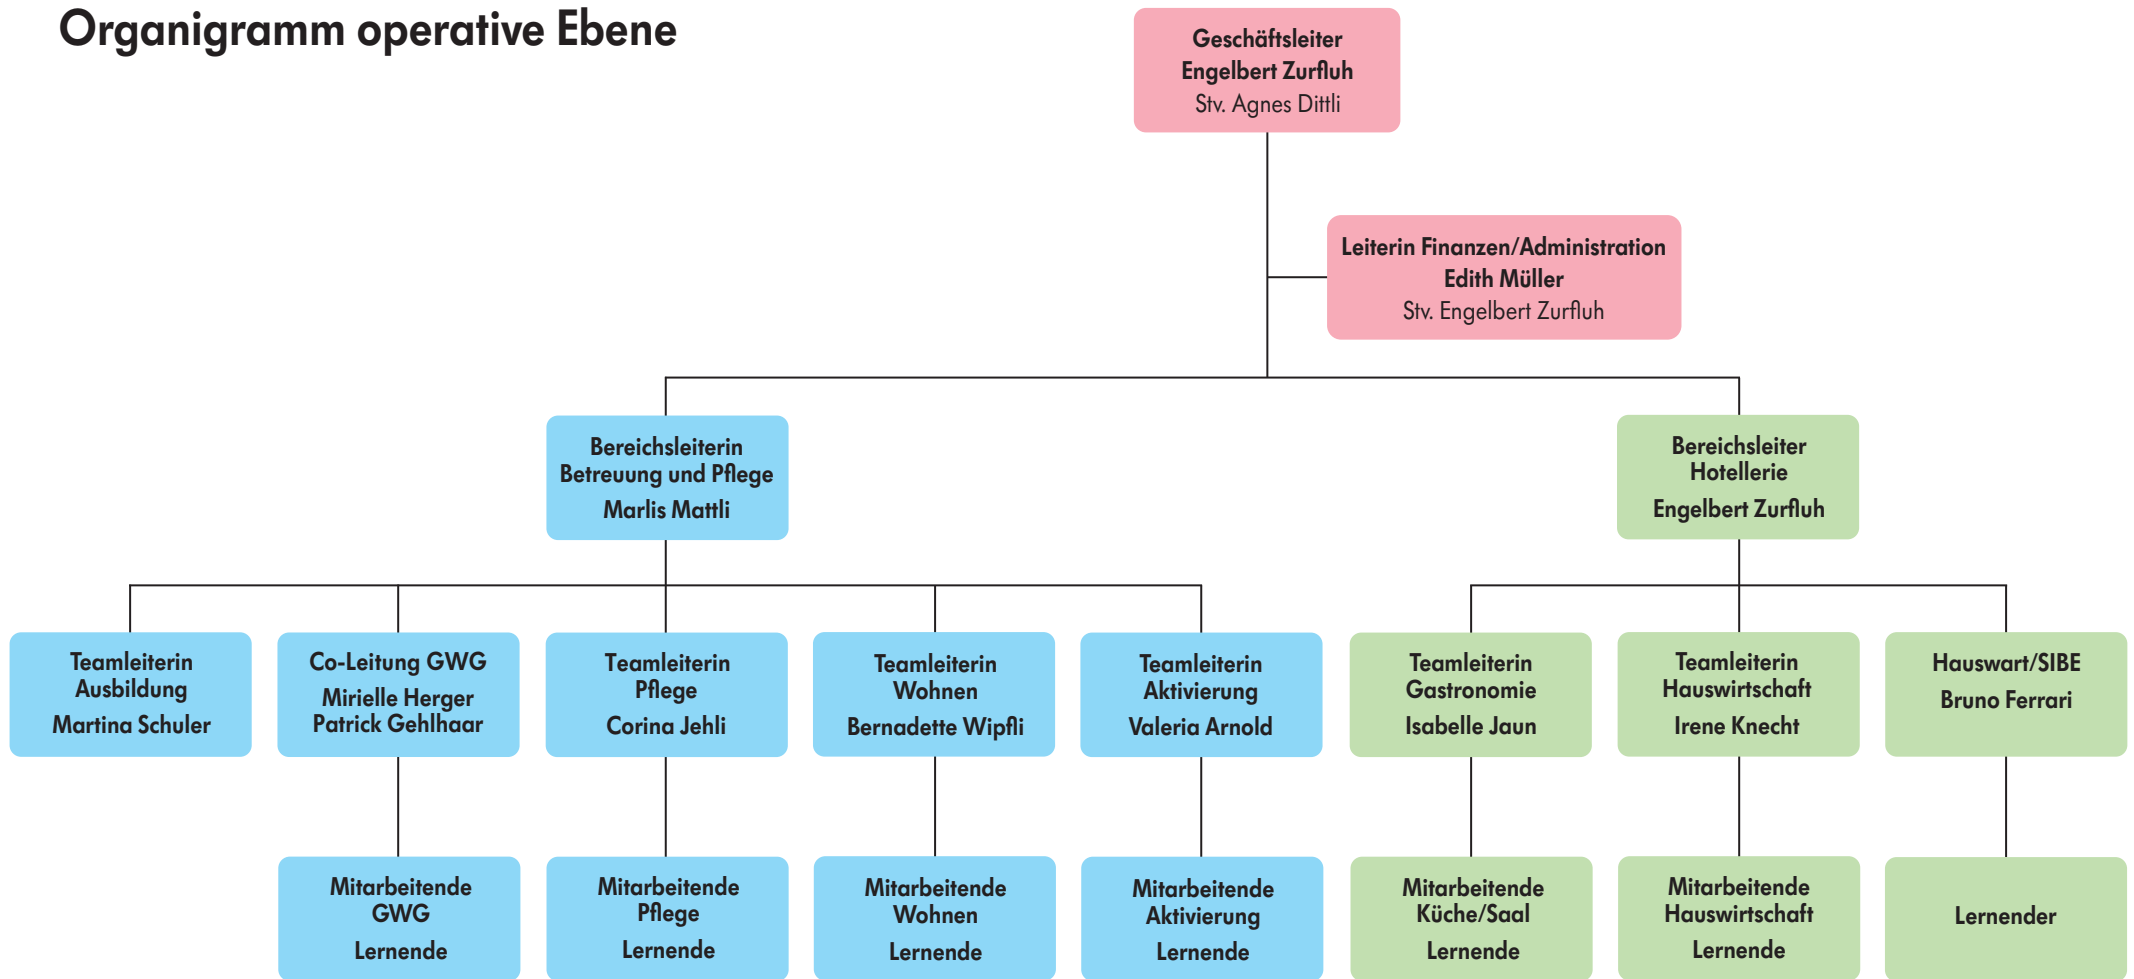 Organigramm operative Ebene
Geschäftsleiter
Engelbert Zurfluh
Stv. Agnes Dittli
Leiterin Finanzen/Administration
Edith Müller
Stv. Engelbert Zurfluh
Bereichsleiterin
Betreuung und Pflege
Marlis Mattli
Bereichsleiter
Hotellerie
Engelbert Zurfluh
Teamleiterin
Ausbildung
Martina Schuler
Co-Leitung GWG
Mirielle Herger
Patrick Gehlhaar
Teamleiterin
Pflege
Corina Jehli
Teamleiterin
Wohnen
Bernadette Wipfli
Teamleiterin
Aktivierung
Valeria Arnold
Teamleiterin
Gastronomie
Isabelle Jaun
Teamleiterin
Hauswirtschaft
Irene Knecht
Hauswart/SIBE
Bruno Ferrari
Mitarbeitende
GWG
Lernende
Mitarbeitende
Pflege
Lernende
Mitarbeitende
Wohnen
Lernende
Mitarbeitende
Aktivierung
Lernende
Mitarbeitende
Küche/Saal
Lernende
Mitarbeitende
Hauswirtschaft
Lernende
Lernender